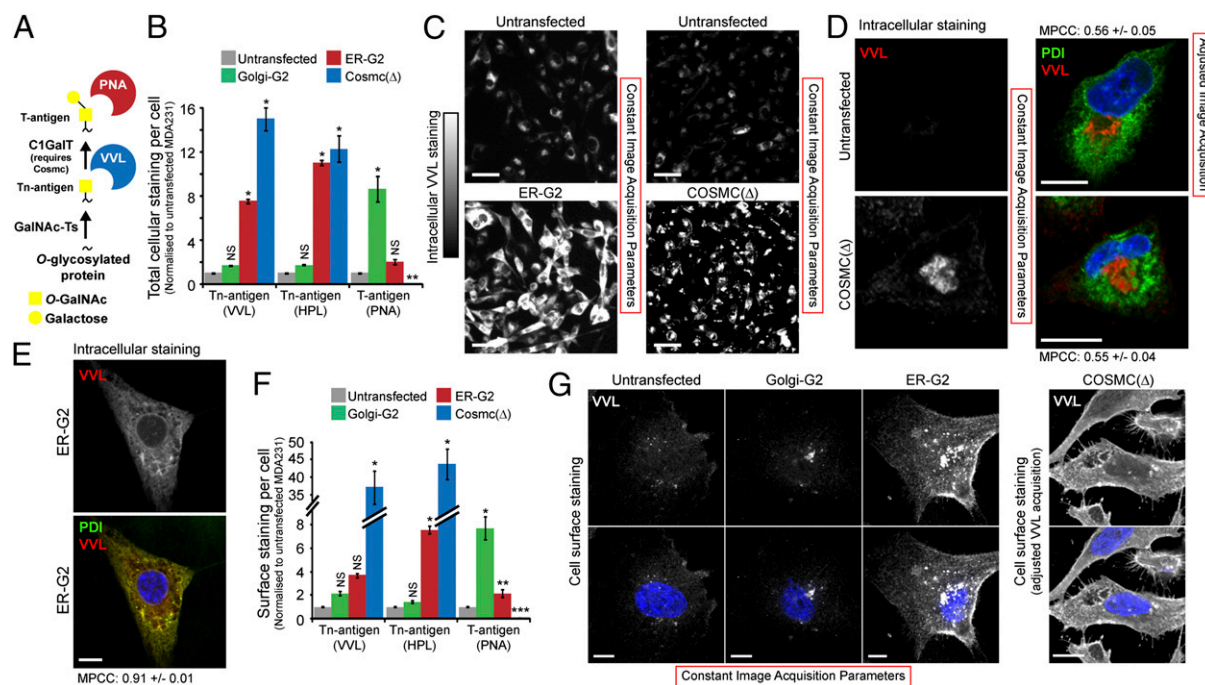 A
PNA
T-antigen
C1GalT
(requires
Cosmc)
VVL
Tn-antigen
GalNAc-Ts
~
O-glycosylated
protein
O-GalNAc
Galactose
B
Untransfected
ER-G2
Golgi-G2
Cosmc(Δ)
Total cellular staining per cell
(Normalised to untransfected MDA231)
16
12
8
4
0
NS
*
*
NS
*
*
*
NS
**
Tn-antigen
(VVL)
Tn-antigen
(HPL)
T-antigen
(PNA)
C
Untransfected
Untransfected
Intracellular VVL staining
Constant Image Acquisition Parameters
Constant Image Acquisition Parameters
ER-G2
COSMC(Δ)
D
Intracellular staining
MPCC: 0.56 +/- 0.05
VVL
PDI
VVL
Untransfected
COSMC(Δ)
Constant Image Acquisition Parameters
Adjusted Image Acquisition
MPCC: 0.55 +/- 0.04
E
Intracellular staining
VVL
ER-G2
PDI
VVL
ER-G2
MPCC: 0.91 +/- 0.01
F
Untransfected
ER-G2
Golgi-G2
Cosmc(Δ)
Surface staining per cell
(Normalised to untransfected MDA231)
50
45
40
35
8
6
4
2
0
NS
NS
*
NS
*
*
*
**
***
Tn-antigen
(VVL)
Tn-antigen
(HPL)
T-antigen
(PNA)
G
Untransfected
Golgi-G2
ER-G2
COSMC(Δ)
VVL
VVL
Cell surface staining
Cell surface staining
(adjusted VVL acquisition)
Constant Image Acquisition Parameters